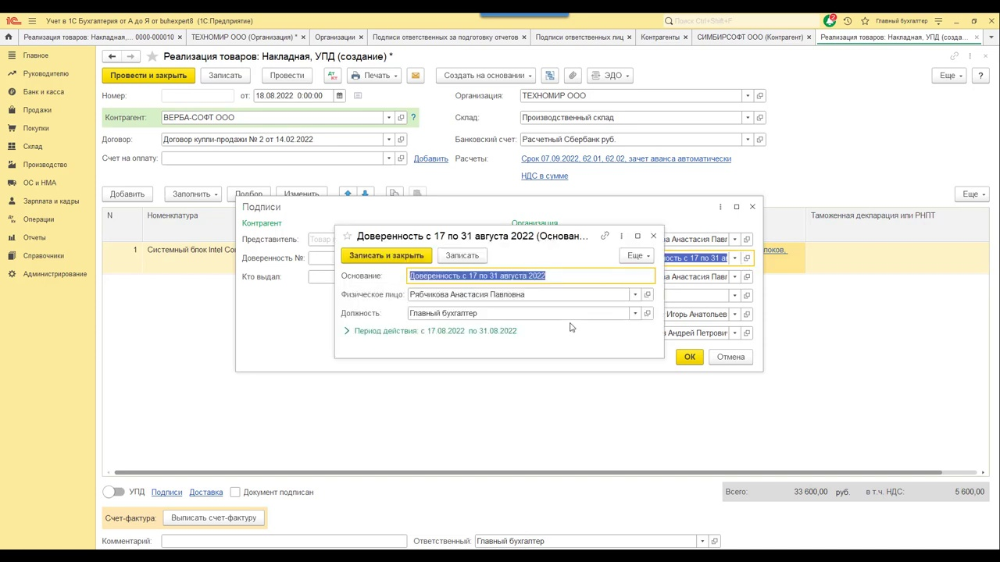 Учет в 1С Бухгалтерия от А до Я от buhexpert8 (1С:Предприятие)
Поиск Ctrl+Shift+F
2
Главный бухгалтер
Реализация товаров: Накладная,... 0000-000010
ТЕХНОМИР ООО (Организация) *
Организации
Подписи ответственных за подготовку отчетов
Подписи ответственных лиц
Контрагенты
СИМБИРСОФТ ООО (Контрагент)
Реализация товаров: Накладная, УПД (созда...
Главное
Руководителю
Банк и касса
Продажи
Покупки
Склад
Производство
ОС и НМА
Зарплата и кадры
Операции
Отчеты
Справочники
Администрирование
Реализация товаров: Накладная, УПД (создание) *
Провести и закрыть
Записать
Провести
Печать
Создать на основании
ЭДО
Еще
?
Номер:
от: 18.08.2022 0:00:00
Организация: ТЕХНОМИР ООО
Контрагент: ВЕРБА-СОФТ ООО ?
Склад: Производственный склад
Договор: Договор купли-продажи № 2 от 14.02.2022
Банковский счет: Расчетный Сбербанк руб.
Счет на оплату: Добавить
Расчеты: Срок 07.09.2022, 62.01, 62.02, зачет аванса автоматически
НДС в сумме
Добавить
Заполнить
Подбор
Изменить
Еще
N
Номенклатура
Таможенная декларация или РНПТ
1
Системный блок Intel Co
Подписи
Контрагент
Организация
Представитель: Товар
Доверенность №:
Кто выдал:
Анастасия Пав
ость с 17 по 31 ав
Анастасия Пав
Игорь Анатольев
Андрей Петрович
ОК
Отмена
Доверенность с 17 по 31 августа 2022 (Основан...
Записать и закрыть
Записать
Еще
Основание: Доверенность с 17 по 31 августа 2022
Физическое лицо: Рябчикова Анастасия Павловна
Должность: Главный бухгалтер
Период действия: с 17.08.2022 по 31.08.2022
УПД
Подписи
Доставка
Документ подписан
Всего: 33 600,00 руб. в т.ч. НДС: 5 600,00
Счет-фактура: Выписать счет-фактуру
Комментарий:
Ответственный: Главный бухгалтер